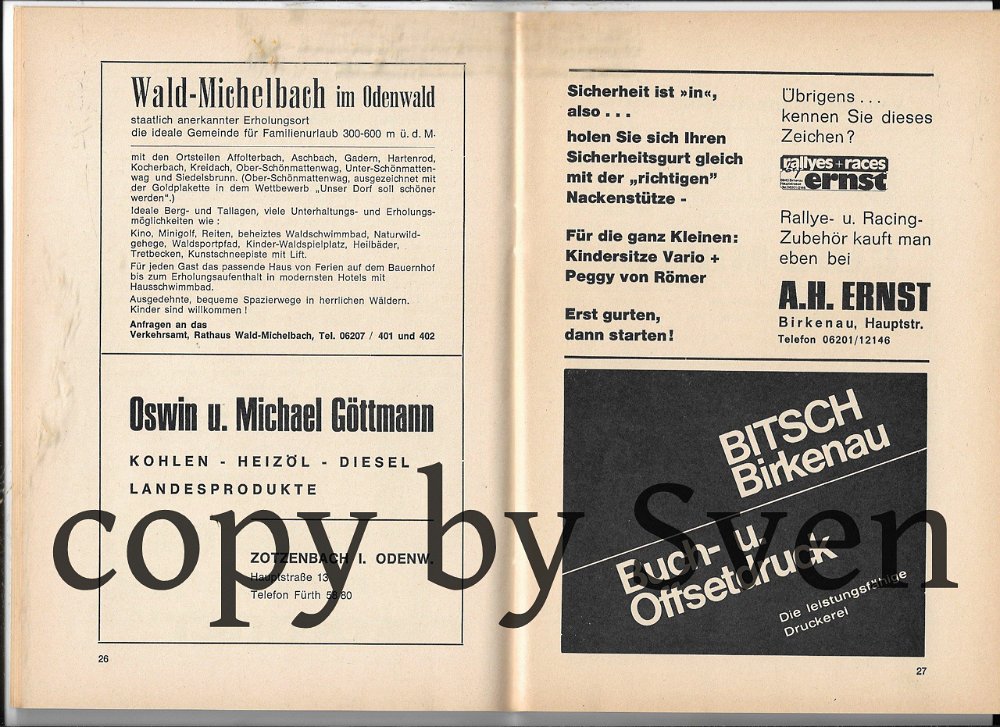 Wald-Michelbach im Odenwald
staatlich anerkannter Erholungsort
die ideale Gemeinde für Familienurlaub 300-600 m ü. d. M.
mit den Ortsteilen Affolterbach, Aschbach, Gadern, Hartenrod,
Kocherbach, Kreidach, Ober-Schönmattenwag, Unter-Schönmatten-
wag und Siedelsbrunn. (Ober-Schönmattenwag, ausgezeichnet mit
der Goldplakette in dem Wettbewerb „Unser Dorf soll schöner
werden".)
Ideale Berg- und Tallagen, viele Unterhaltungs- und Erholungs-
möglichkeiten wie :
Kino, Minigolf, Reiten, beheiztes Waldschwimmbad, Naturwild-
gehege, Waldsportpfad, Kinder-Waldspielplatz, Heilbäder,
Tretbecken, Kunstschneepiste mit Lift.
Für jeden Gast das passende Haus von Ferien auf dem Bauernhof
bis zum Erholungsaufenthalt in modernsten Hotels mit
Hausschwimmbad.
Ausgedehnte, bequeme Spazierwege in herrlichen Wäldern.
Kinder sind willkommen !
Anfragen an das
Verkehrsamt, Rathaus Wald-Michelbach, Tel. 06207 / 401 und 402
Oswin u. Michael Göttmann
KOHLEN - HEIZÖL - DIESEL
LANDESPRODUKTE
ZOTZENBACH I. ODENW.
Hauptstraße 13
Telefon Fürth
26
Sicherheit ist »in«,
also . . .
holen Sie sich Ihren
Sicherheitsgurt gleich
mit der „richtigen"
Nackenstütze -
Für die ganz Kleinen:
Kindersitze Vario +
Peggy von Römer
Erst gurten,
dann starten!
Übrigens . . .
kennen Sie dieses
Zeichen?
rallyes+races
ernst
Rallye- u. Racing-
Zubehör kauft man
eben bei
A.H. ERNST
Birkenau, Hauptstr.
Telefon 06201/12146
BITSCH
Birkenau
Buch- u.
Offsetdruck
Die leistungsfähige
Druckerei
27
copy by Sven